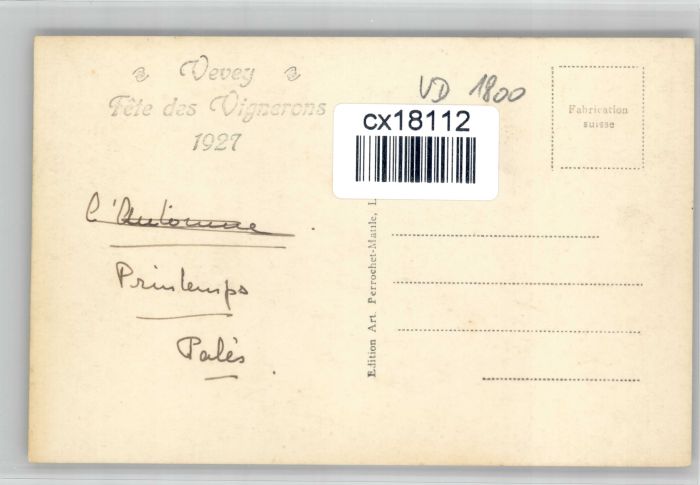 Vevey
Fête des Vignerons
1927
VD 1800
cx18112
Fabrication
suisse
l'Automne
Printemps
Palès.
Edition Art. Perrochet-Matile, L